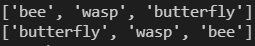 ['bee', 'wasp', 'butterfly']
['butterfly', 'wasp', 'bee']